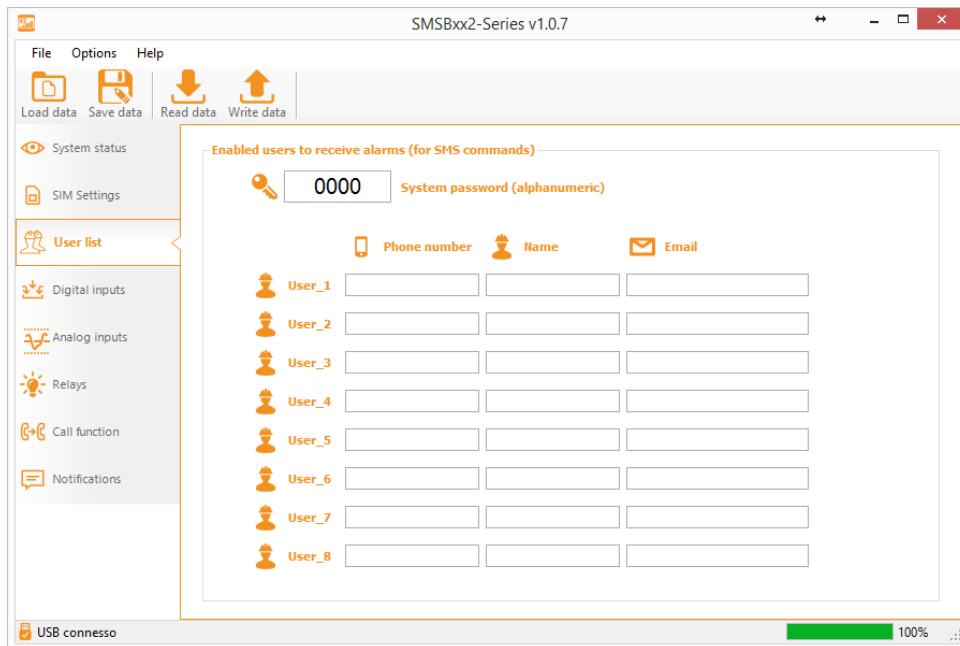 SMSBxx2-Series v1.0.7
File Options Help
Load data Save data Read data Write data
System status
SIM Settings
User list
Digital inputs
Analog inputs
Relays
Call function
Notifications
Enabled users to receive alarms (for SMS commands)
0000 System password (alphanumeric)
Phone number Name Email
User_1
User_2
User_3
User_4
User_5
User_6
User_7
User_8
USB connesso 100%